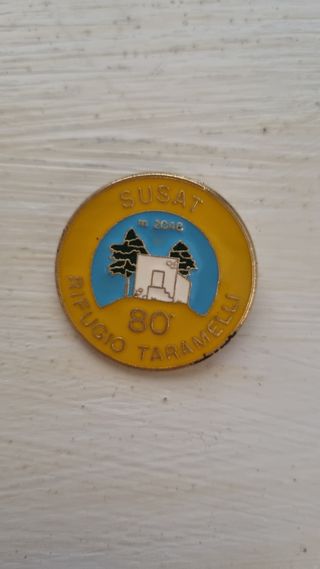 SUSAT
m 2046
80°
RIFUGIO TARAMELLI